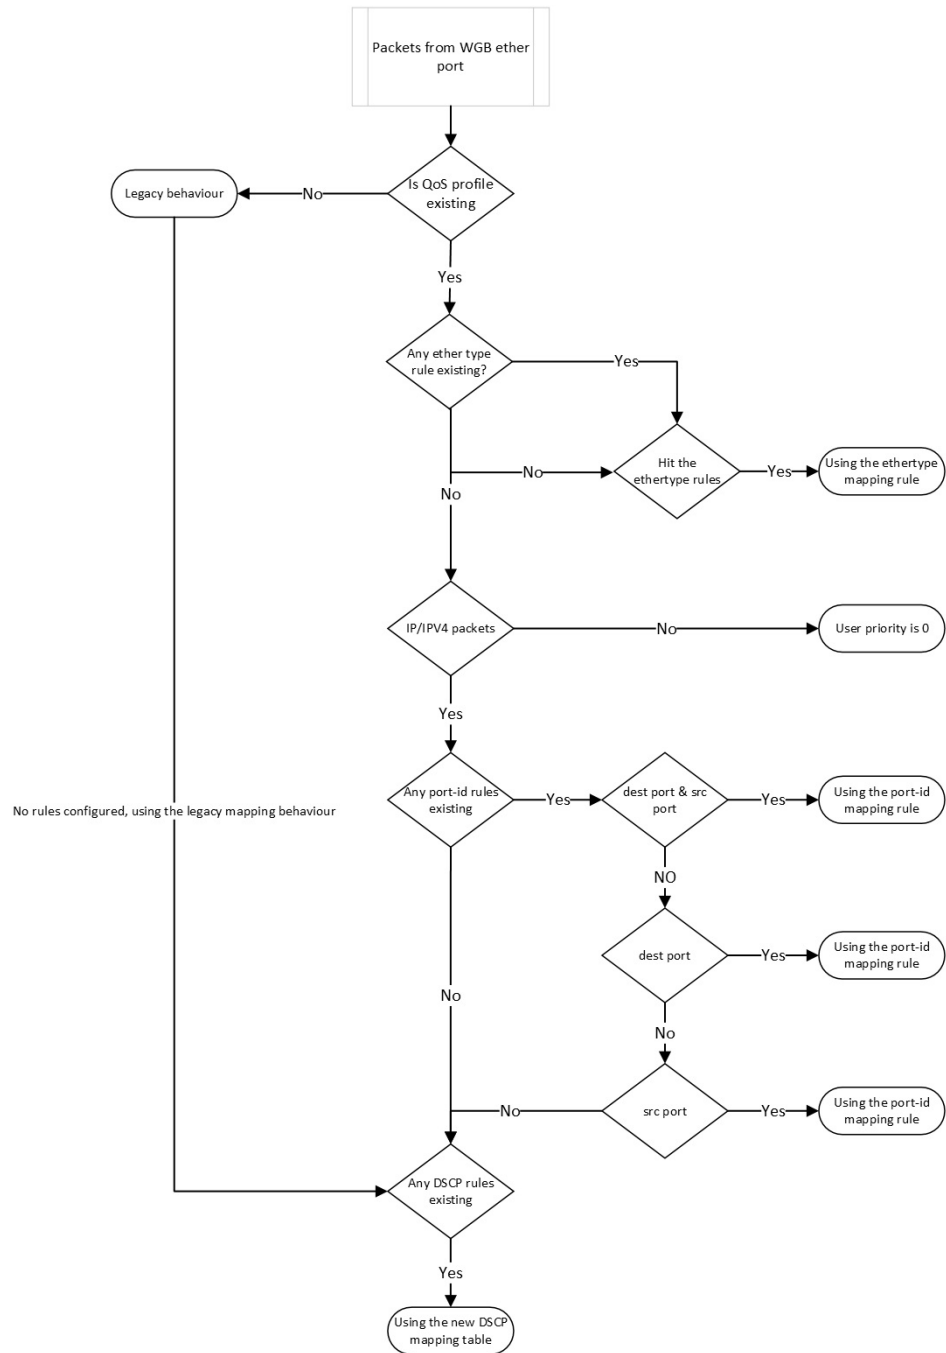 Packets from WGB ether
port
Is QoS profile
existing
No
Legacy behaviour
Yes
Any ether type
rule existing?
Yes
Hit the
ethertype rules
Yes
Using the ethertype
mapping rule
No
No
IP/IPV4 packets
No
User priority is 0
Yes
Any port-id rules
existing
Yes
dest port & src
port
Yes
Using the port-id
mapping rule
No rules configured, using the legacy mapping behaviour
NO
dest port
Yes
Using the port-id
mapping rule
No
No
src port
Yes
Using the port-id
mapping rule
No
Any DSCP rules
existing
Yes
Using the new DSCP
mapping table